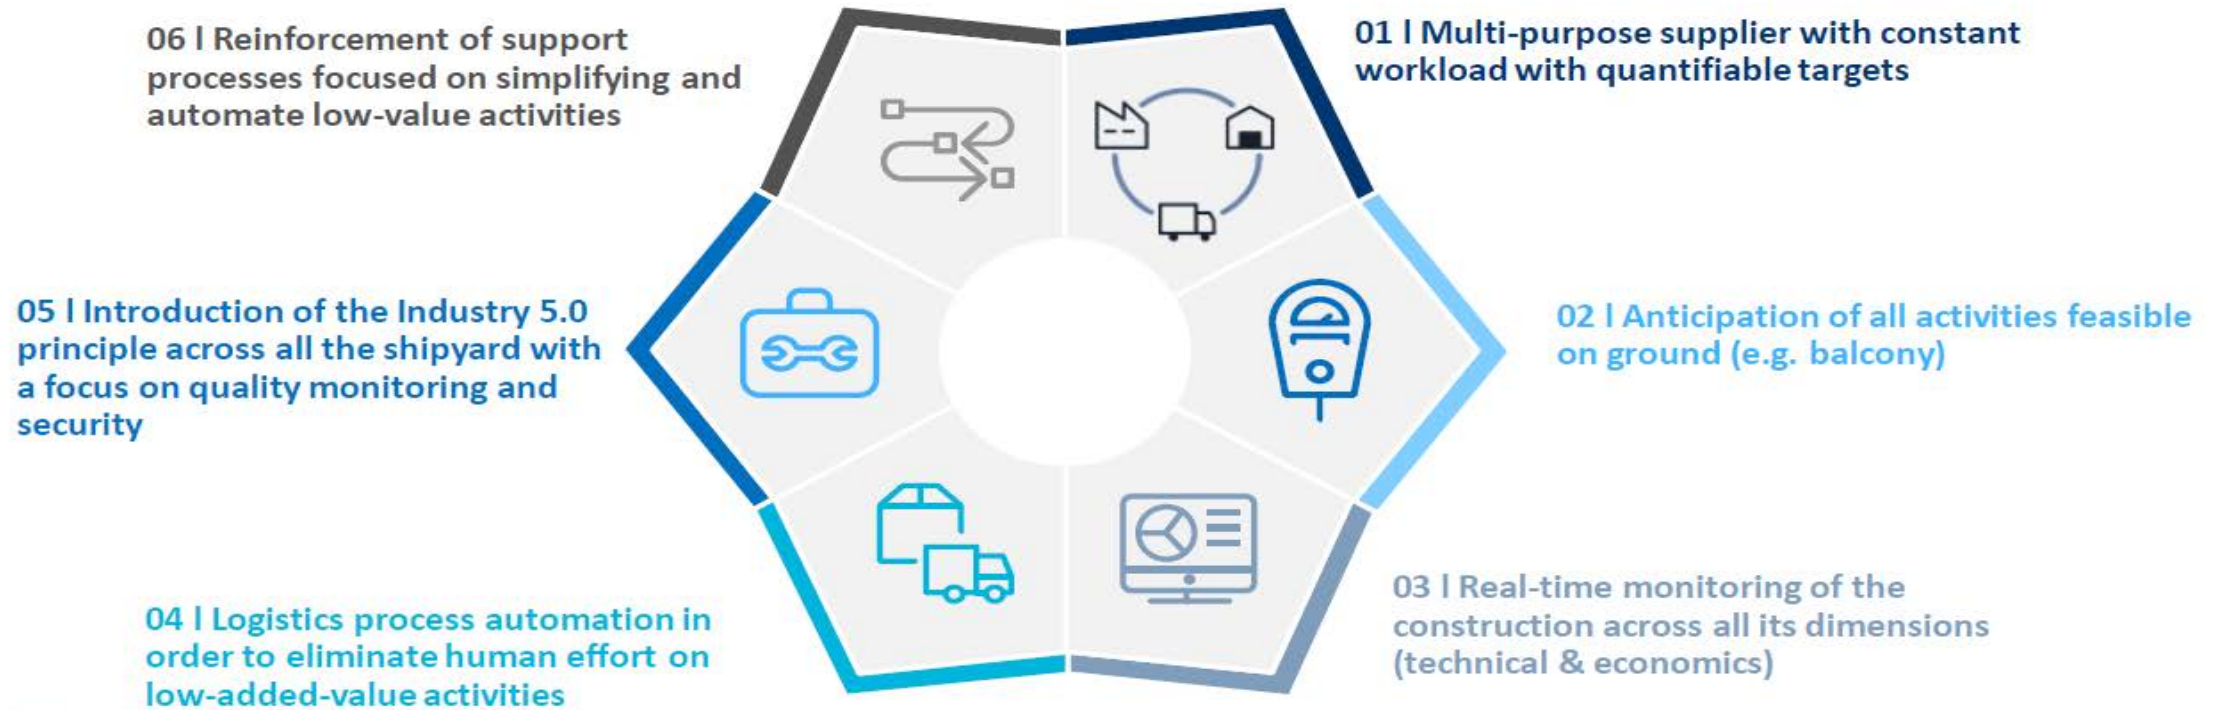 06 l Reinforcement of support
processes focused on simplifying and
automate low-value activities
01 l Multi-purpose supplier with constant
workload with quantifiable targets
05 l Introduction of the Industry 5.0
principle across all the shipyard with
a focus on quality monitoring and
security
02 l Anticipation of all activities feasible
on ground (e.g. balcony)
04 l Logistics process automation in
order to eliminate human effort on
low-added-value activities
03 l Real-time monitoring of the
construction across all its dimensions
(technical & economics)